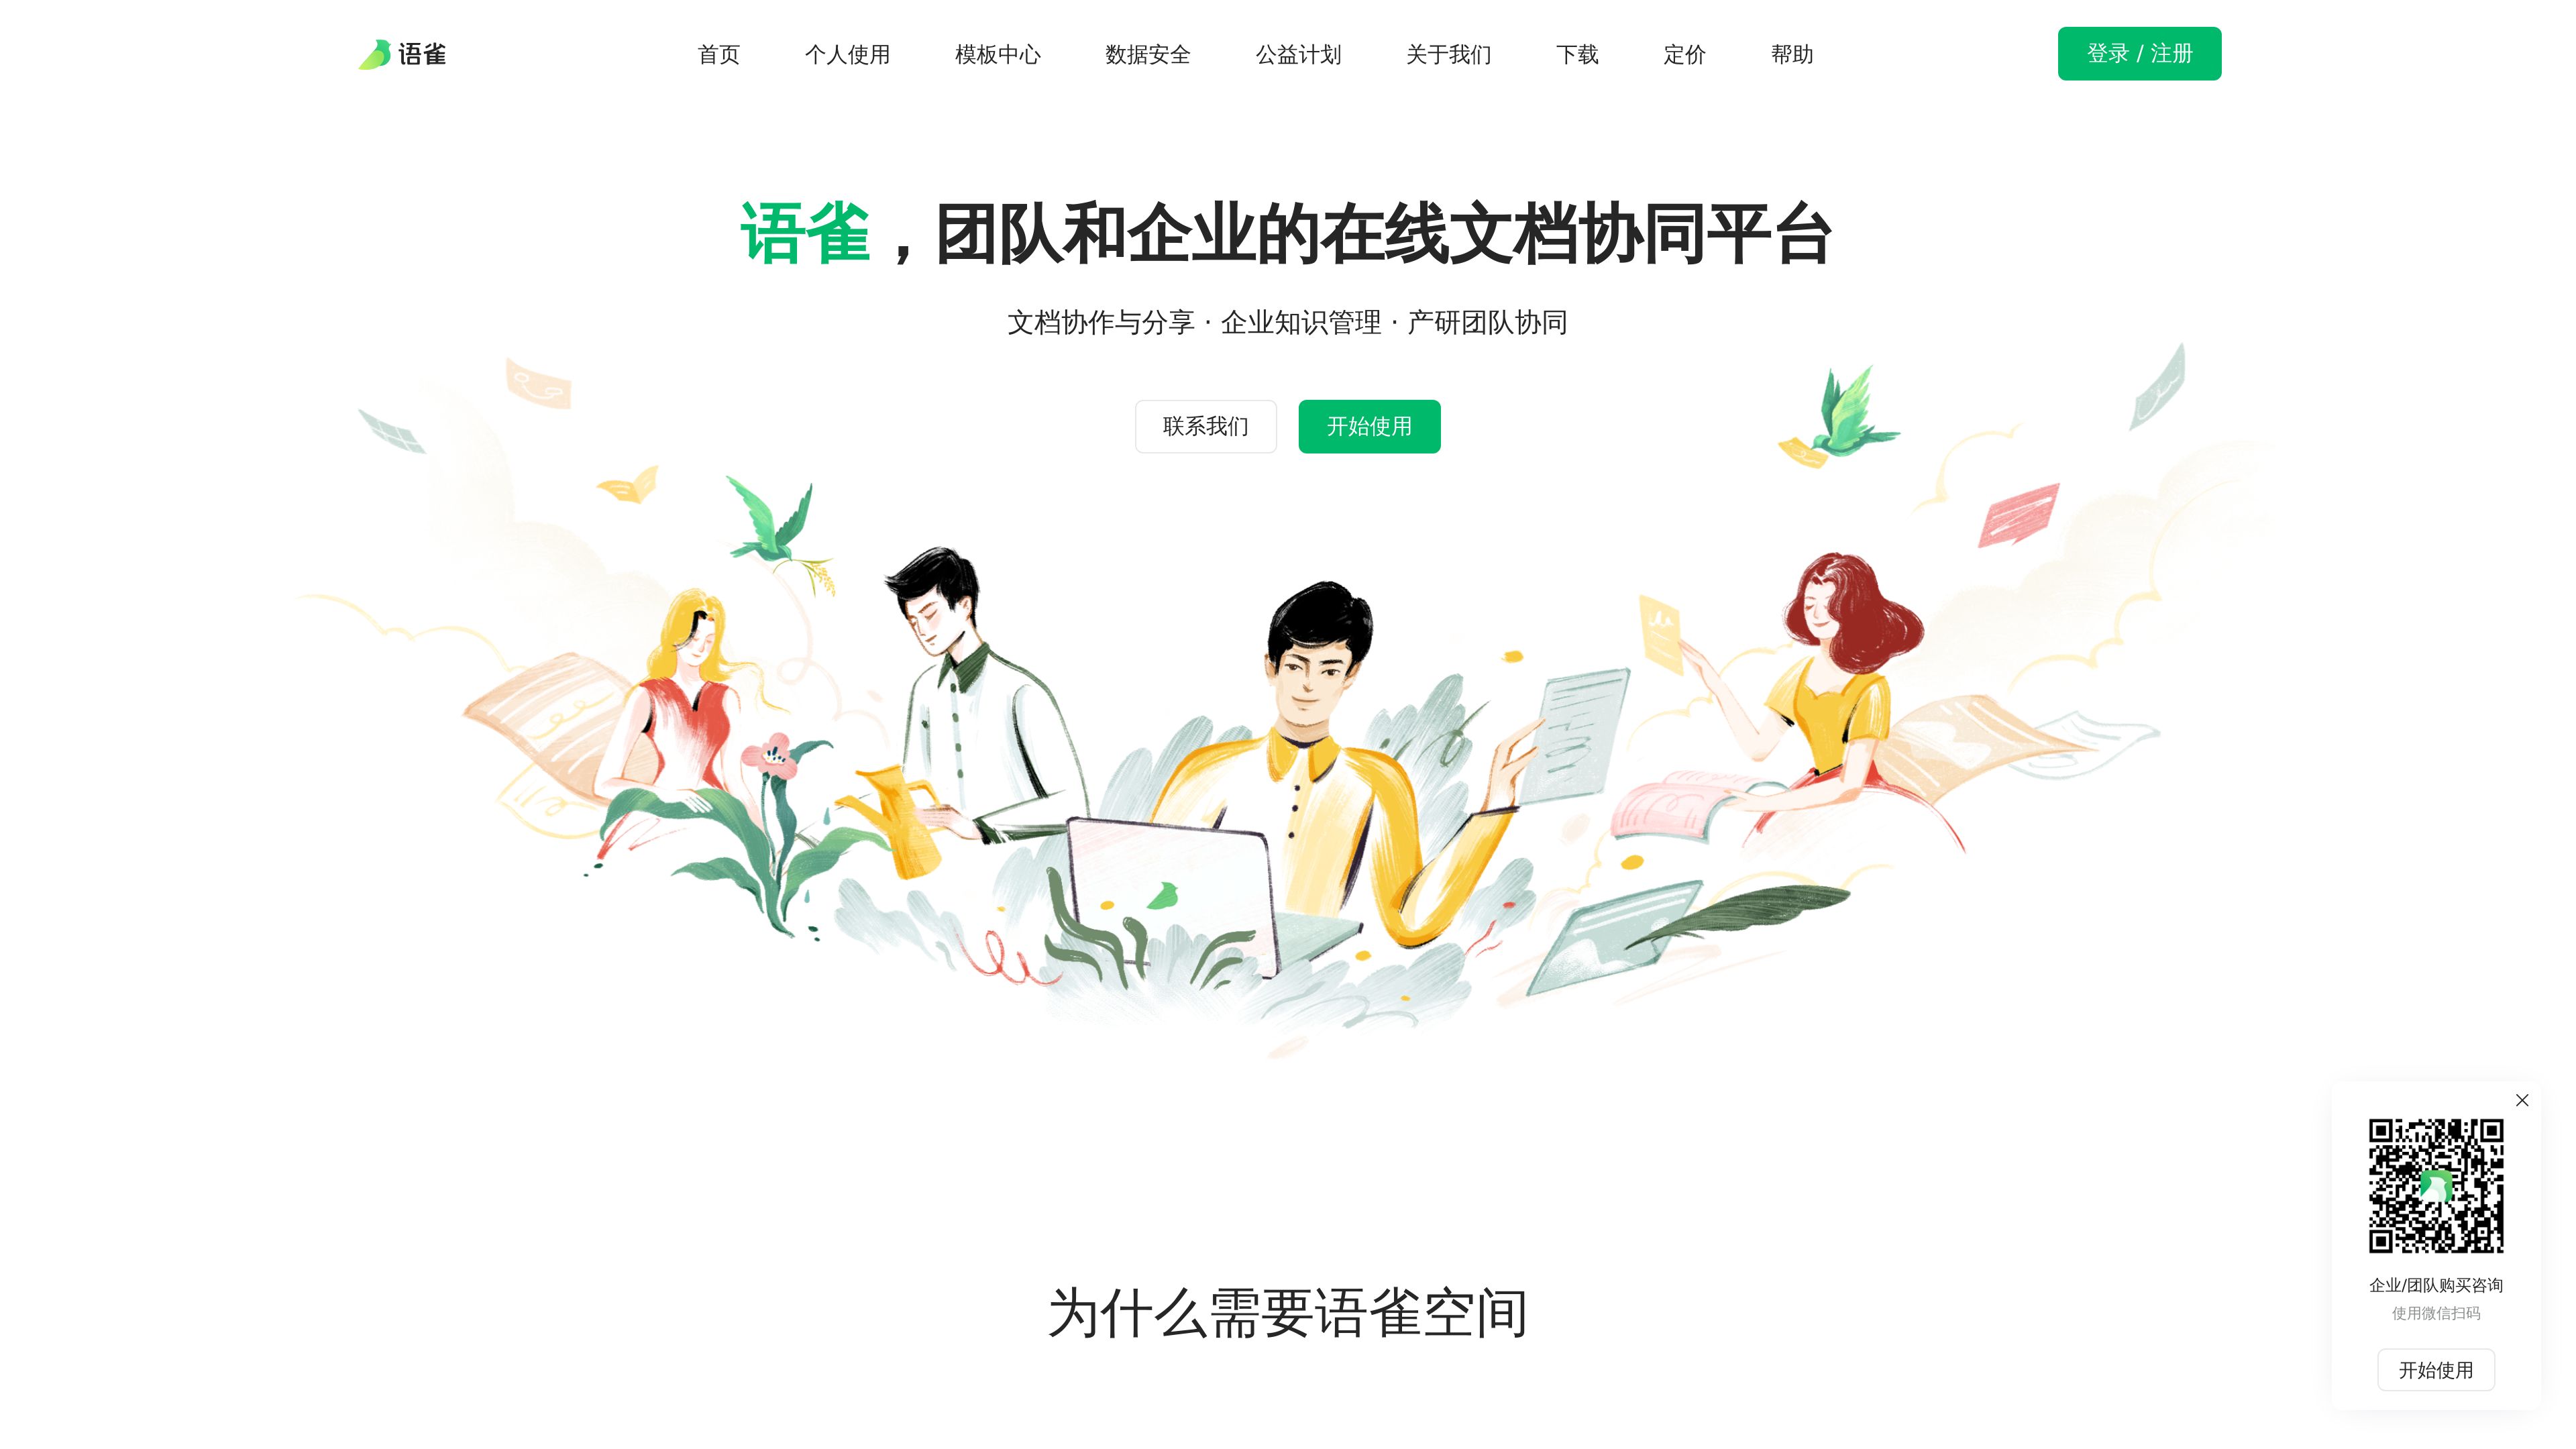 语雀
首页 个人使用 模板中心 数据安全 公益计划 关于我们 下载 定价 帮助
登录 / 注册
语雀，团队和企业的在线文档协同平台
文档协作与分享 · 企业知识管理 · 产研团队协同
联系我们 开始使用
为什么需要语雀空间
企业/团队购买咨询
使用微信扫码
开始使用